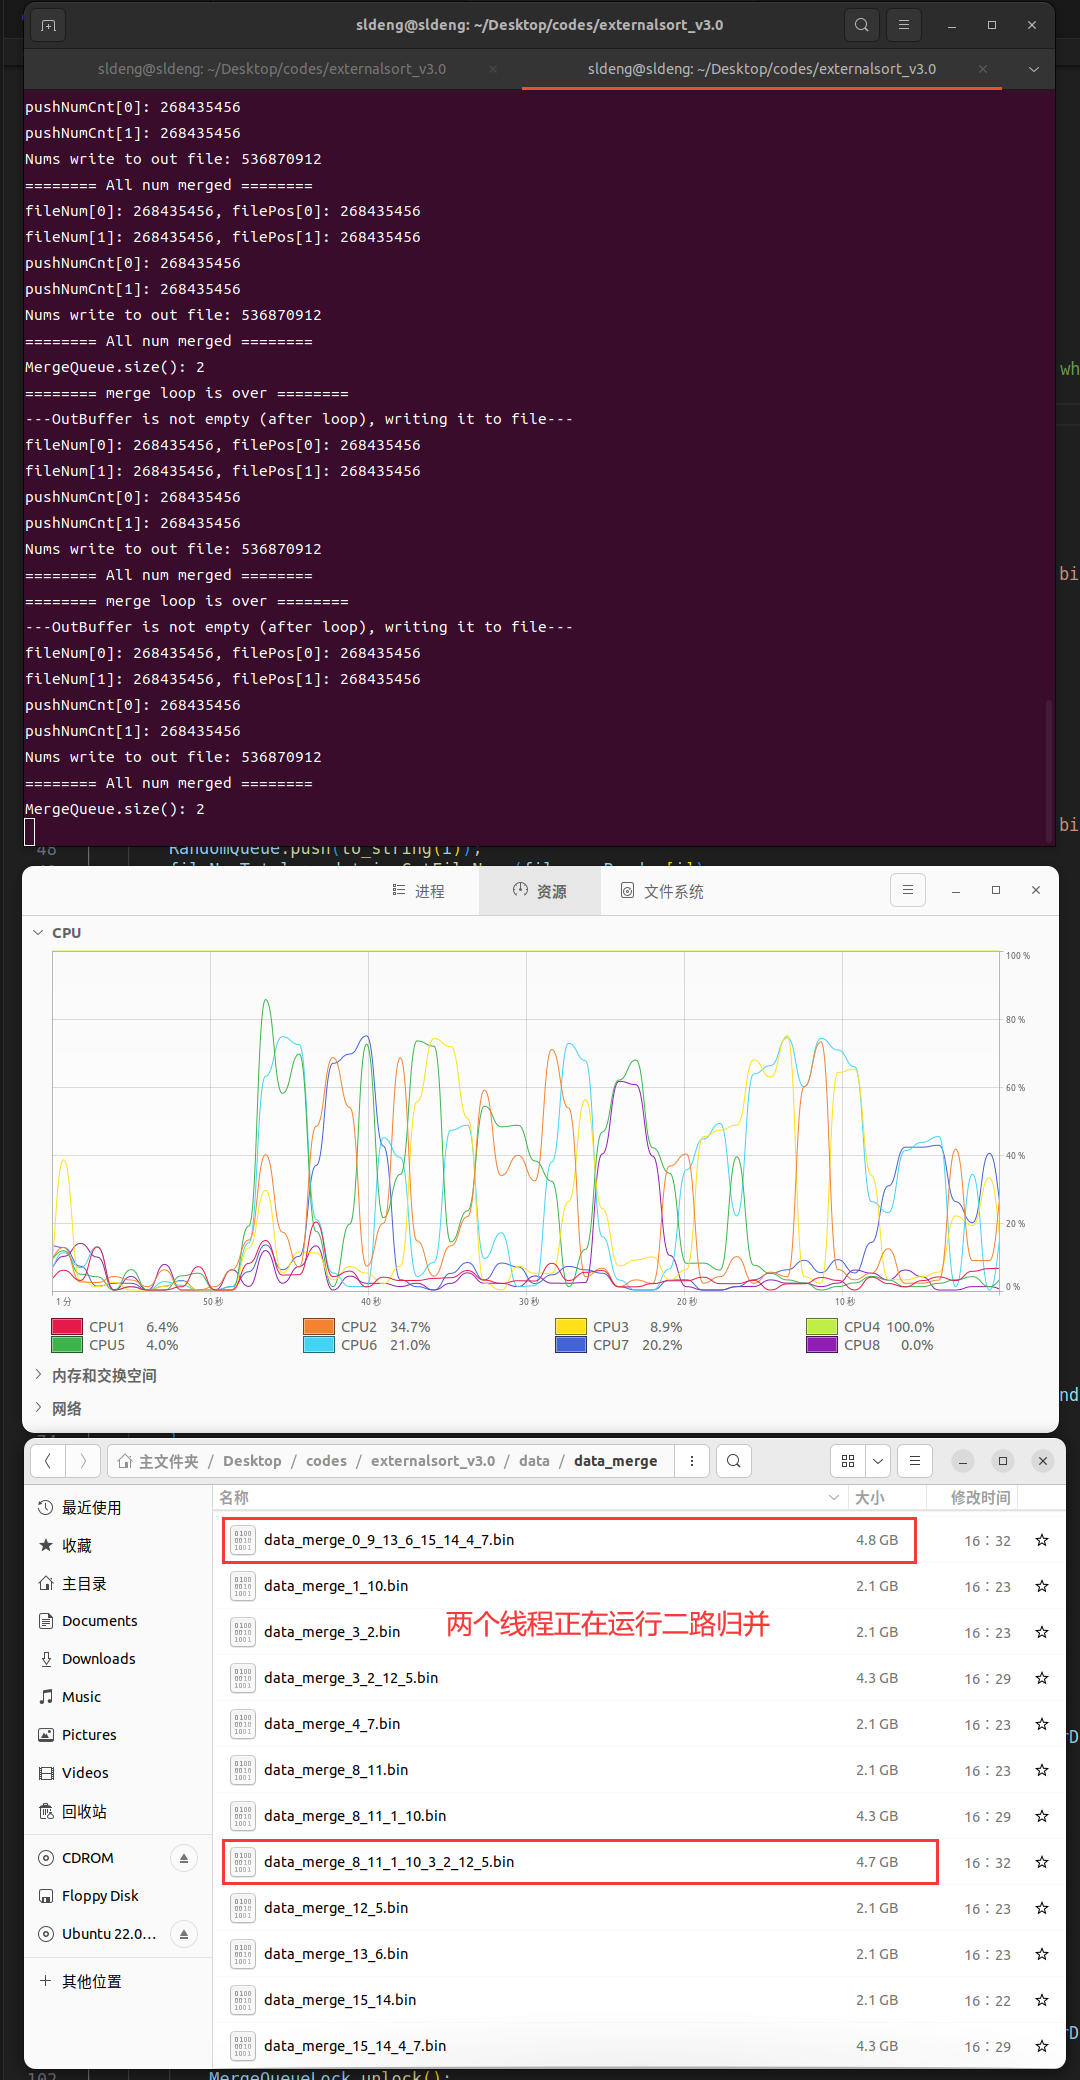 sldeng@sldeng: ~/Desktop/codes/externalsort_v3.0
sldeng@sldeng: ~/Desktop/codes/externalsort_v3.0
sldeng@sldeng: ~/Desktop/codes/externalsort_v3.0
pushNumCnt[0]: 268435456
pushNumCnt[1]: 268435456
Nums write to out file: 536870912
======== All num merged ========
fileNum[0]: 268435456, filePos[0]: 268435456
fileNum[1]: 268435456, filePos[1]: 268435456
pushNumCnt[0]: 268435456
pushNumCnt[1]: 268435456
Nums write to out file: 536870912
======== All num merged ========
MergeQueue.size(): 2
wh
======== merge loop is over ========
---OutBuffer is not empty (after loop), writing it to file---
fileNum[0]: 268435456, filePos[0]: 268435456
fileNum[1]: 268435456, filePos[1]: 268435456
pushNumCnt[0]: 268435456
pushNumCnt[1]: 268435456
Nums write to out file: 536870912
======== All num merged ========
bi
======== merge loop is over ========
---OutBuffer is not empty (after loop), writing it to file---
fileNum[0]: 268435456, filePos[0]: 268435456
fileNum[1]: 268435456, filePos[1]: 268435456
pushNumCnt[0]: 268435456
pushNumCnt[1]: 268435456
Nums write to out file: 536870912
======== All num merged ========
MergeQueue.size(): 2
bi
48 RandomQueue.push(to_string(i));
进程 资源 文件系统
CPU
100 %
80 %
60 %
40 %
20 %
0 %
1 分 50 秒 40 秒 30 秒 20 秒 10 秒
CPU1 6.4% CPU2 34.7% CPU3 8.9% CPU4 100.0%
CPU5 4.0% CPU6 21.0% CPU7 20.2% CPU8 0.0%
内存和交换空间
nd
网络
主文件夹 / Desktop / codes / externalsort_v3.0 / data / data_merge
名称 大小 修改时间
最近使用
收藏
主目录
Documents
Downloads
Music
Pictures
Videos
回收站
CDROM
Floppy Disk
Ubuntu 22.0…
其他位置
data_merge_0_9_13_6_15_14_4_7.bin 4.8 GB 16：32
data_merge_1_10.bin 2.1 GB 16：23
两个线程正在运行二路归并
data_merge_3_2.bin 2.1 GB 16：23
data_merge_3_2_12_5.bin 4.3 GB 16：29
data_merge_4_7.bin 2.1 GB 16：23
rD
data_merge_8_11.bin 2.1 GB 16：23
data_merge_8_11_1_10.bin 4.3 GB 16：29
data_merge_8_11_1_10_3_2_12_5.bin 4.7 GB 16：32
data_merge_12_5.bin 2.1 GB 16：23
data_merge_13_6.bin 2.1 GB 16：23
data_merge_15_14.bin 2.1 GB 16：22
rD
data_merge_15_14_4_7.bin 4.3 GB 16：29
102 MergeQueueLock.unlock();